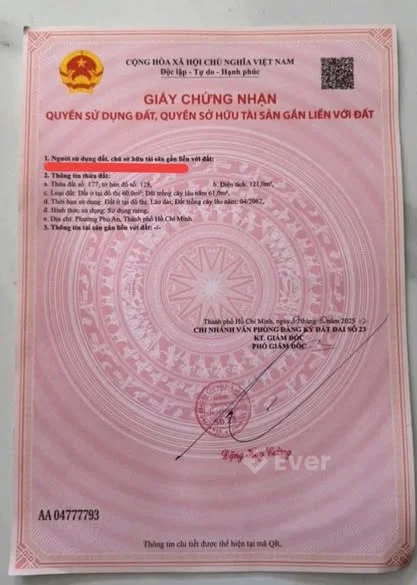 CỘNG HÒA XÃ HỘI CHỦ NGHĨA VIỆT NAM
Độc lập - Tự do - Hạnh phúc
GIẤY CHỨNG NHẬN
QUYỀN SỬ DỤNG ĐẤT, QUYỀN SỞ HỮU TÀI SẢN GẮN LIỀN VỚI ĐẤT
1. Người sử dụng đất, chủ sở hữu tài sản gắn liền với đất:
2. Thông tin thửa đất:
a. Thửa đất số: 177; tờ bản đồ số: 128, b. Diện tích: 121,0m²,
c. Loại đất: Đất ở tại đô thị 60.0m²; Đất trồng cây lâu năm 61,0m²,
d. Thời hạn sử dụng: Đất ở tại đô thị: Lâu dài; Đất trồng cây lâu năm: 04/2062,
đ. Hình thức sử dụng: Sử dụng riêng,
e. Địa chỉ: Phường Phú An, Thành phố Hồ Chí Minh.
3. Thông tin tài sản gắn liền với đất: -/-
Thành phố Hồ Chí Minh, ngày tháng năm 2025
CHI NHÁNH VĂN PHÒNG ĐĂNG KÝ ĐẤT ĐAI SỐ 23
KT. GIÁM ĐỐC
PHÓ GIÁM ĐỐC
Ever
AA 04777793
Thông tin chi tiết được thể hiện tại mã QR.